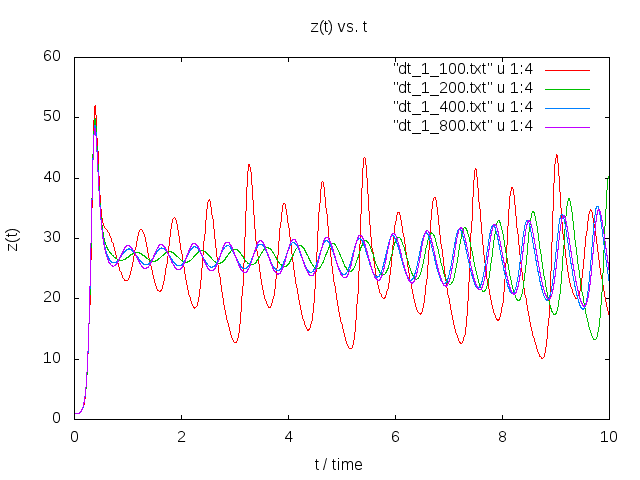 z(t) vs. t
"dt_1_100.txt" u 1:4
"dt_1_200.txt" u 1:4
"dt_1_400.txt" u 1:4
"dt_1_800.txt" u 1:4
60
50
40
30
20
10
0
z(t)
0 2 4 6 8 10
t / time